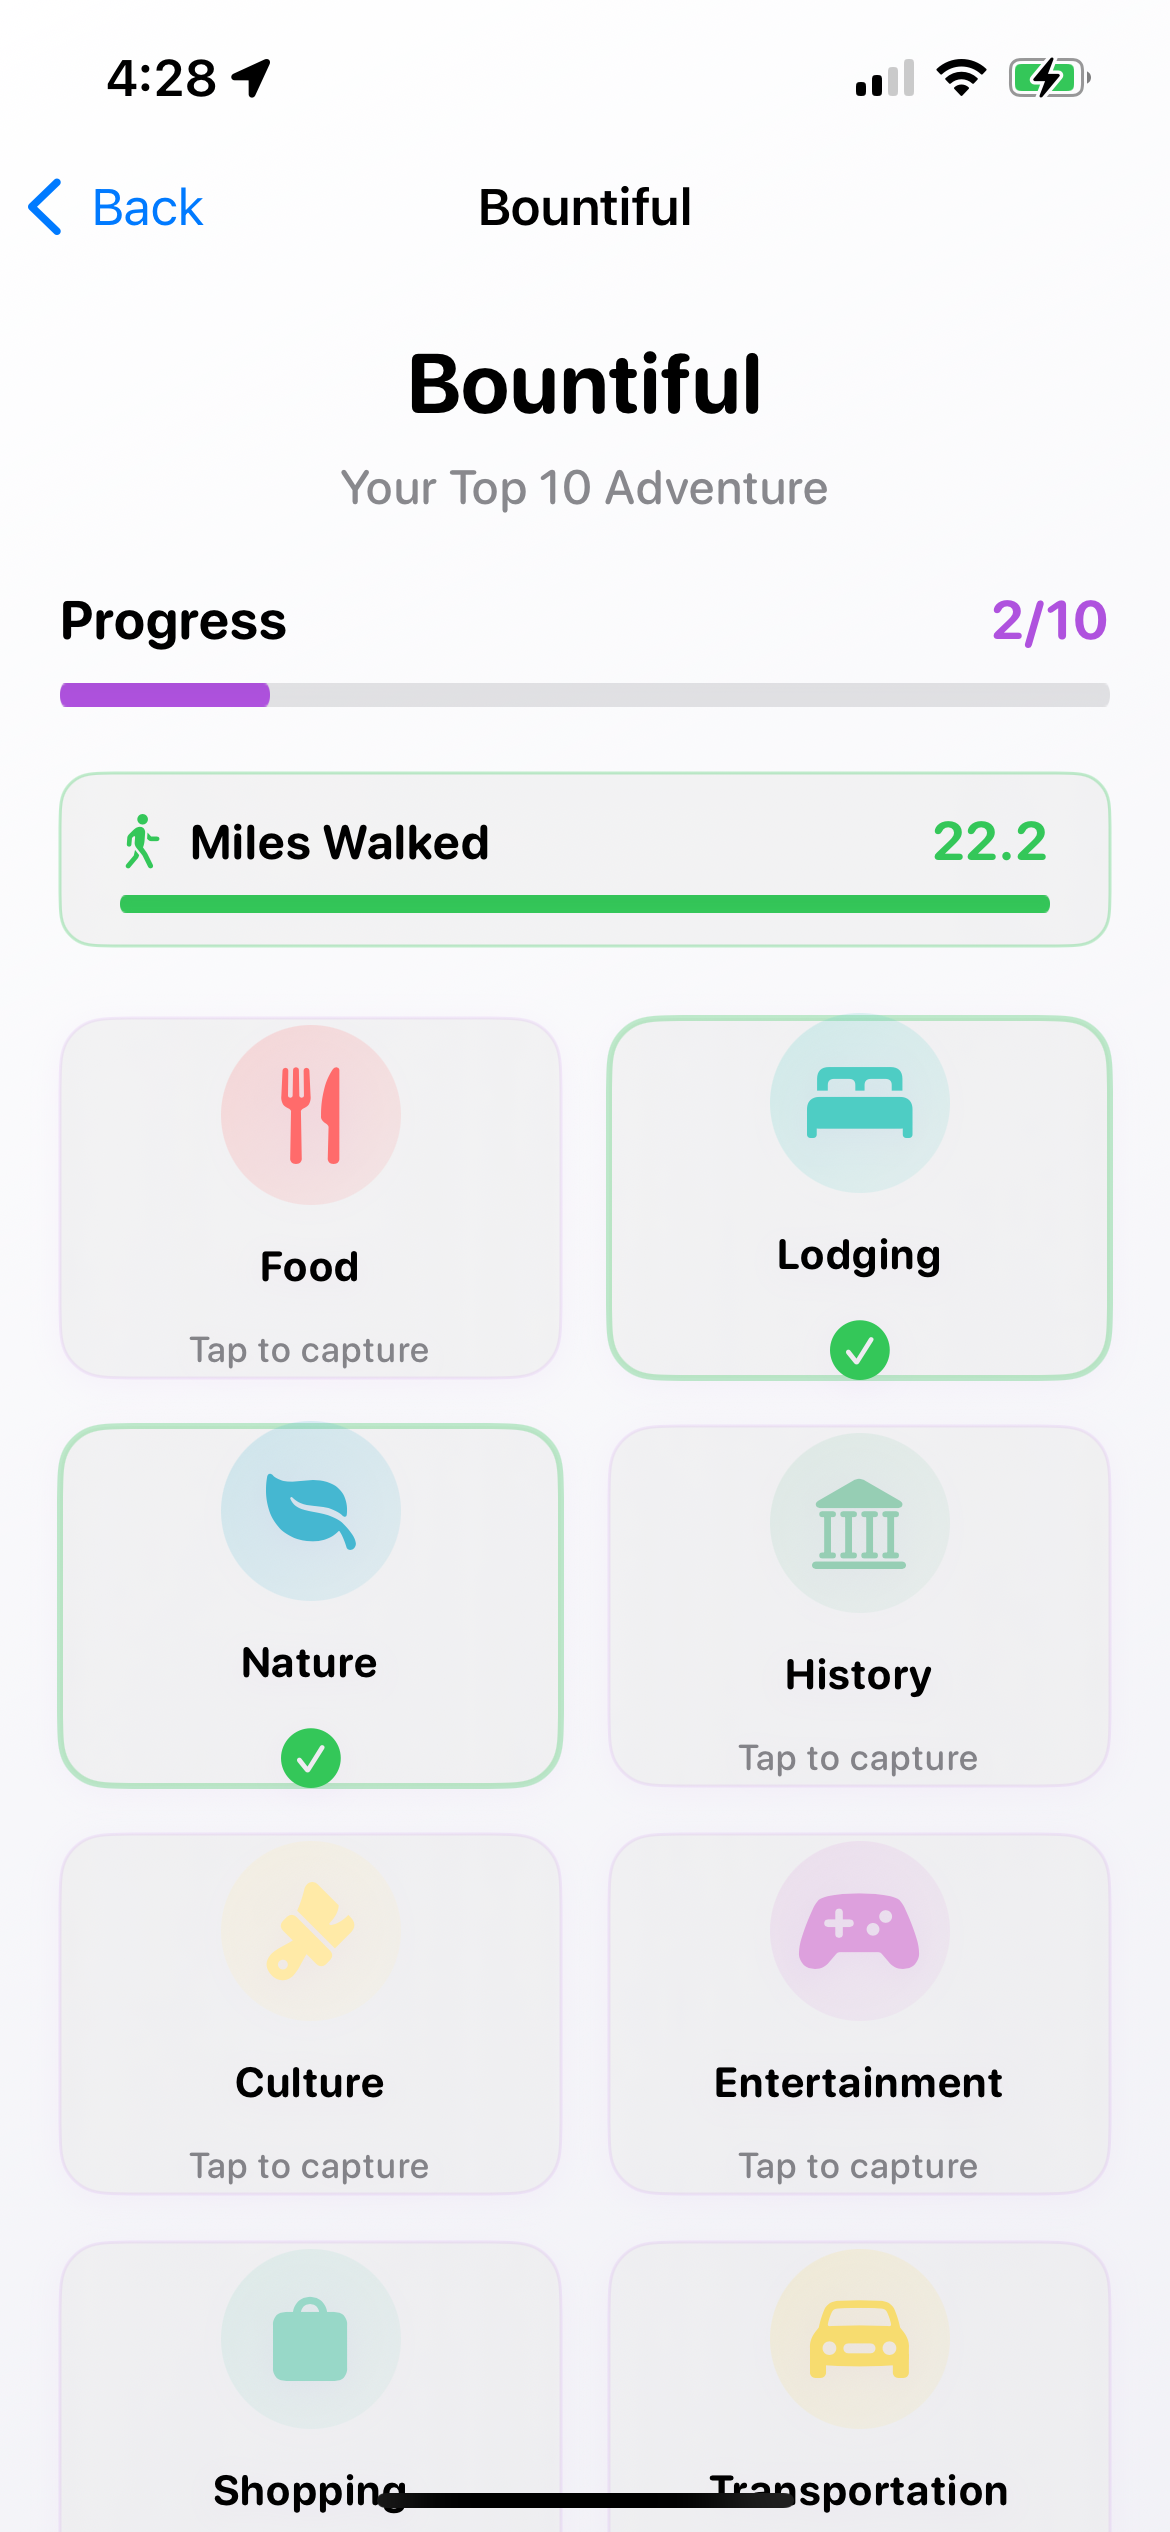 4:28
Back
Bountiful
Bountiful
Your Top 10 Adventure
Progress
2/10
Miles Walked
22.2
Food
Tap to capture
Lodging
Nature
History
Tap to capture
Culture
Tap to capture
Entertainment
Tap to capture
Shopping
Transportation